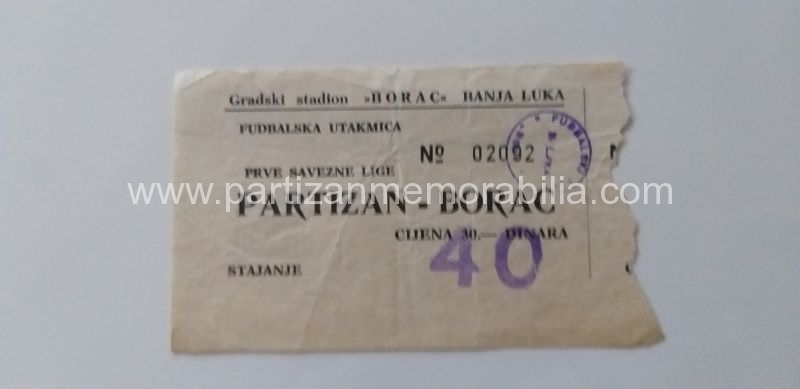 Gradski stadion »BORAC« BANJA LUKA
FUDBALSKA UTAKMICA
№ 02092
PRVE SAVEZNE LIGE
www.partizanmemorabilia.com
PARTIZAN - BORAC
CIJENA 30.— DINARA
40
STAJANJE
FUDBALSKI